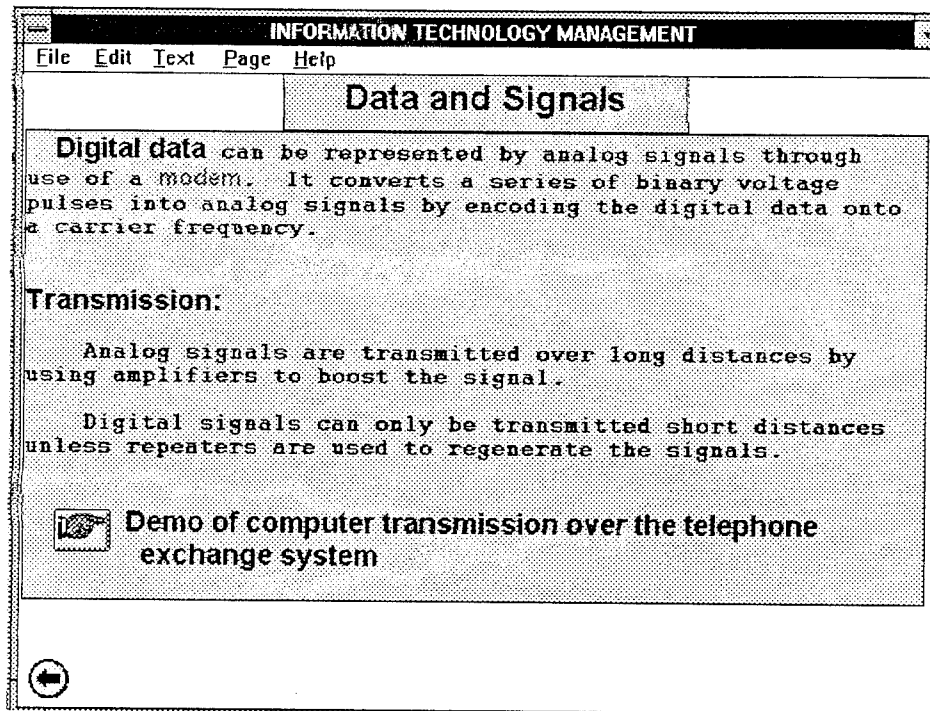 INFORMATION TECHNOLOGY MANAGEMENT
File Edit Text Page Help
Data and Signals
Digital data can be represented by analog signals through
use of a modem. It converts a series of binary voltage
pulses into analog signals by encoding the digital data onto
a carrier frequency.
Transmission:
Analog signals are transmitted over long distances by
using amplifiers to boost the signal.
Digital signals can only be transmitted short distances
unless repeaters are used to regenerate the signals.
Demo of computer transmission over the telephone
exchange system